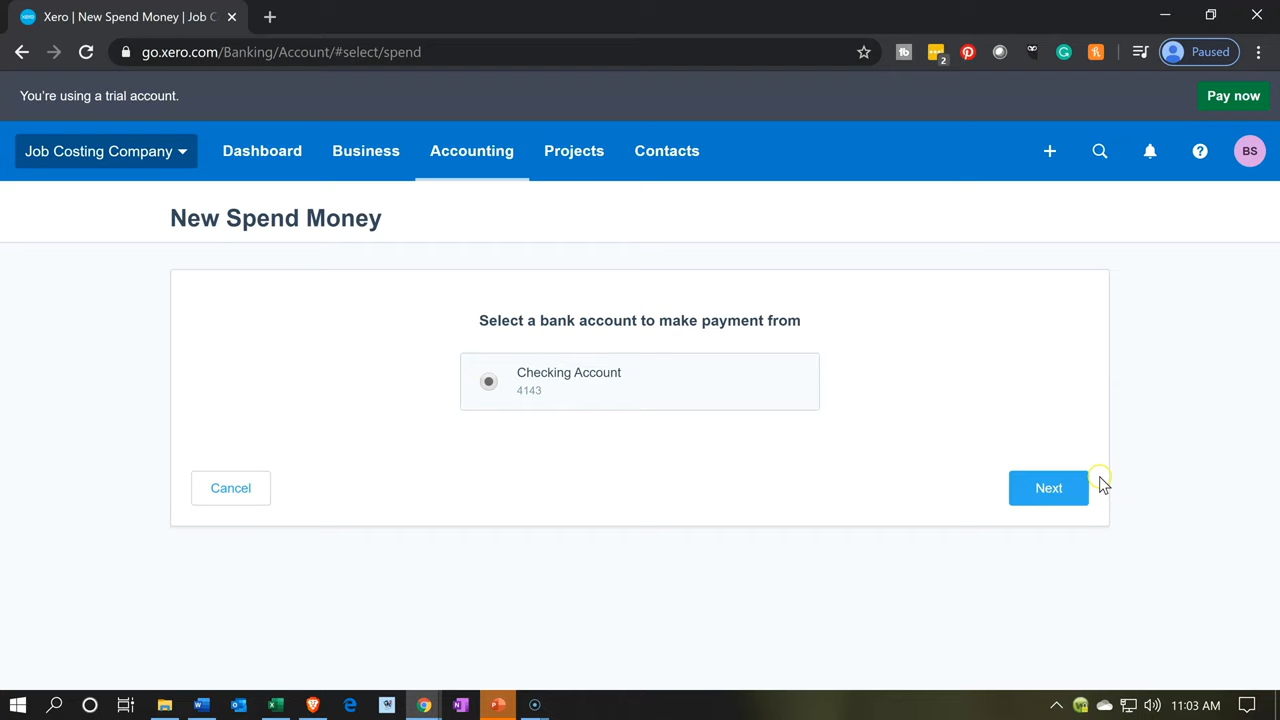 Xero | New Spend Money | Job C
go.xero.com/Banking/Account/#select/spend
2
Paused
You're using a trial account.
Pay now
Job Costing Company
Dashboard
Business
Accounting
Projects
Contacts
BS
New Spend Money
Select a bank account to make payment from
Checking Account
4143
Cancel
Next
11:03 AM